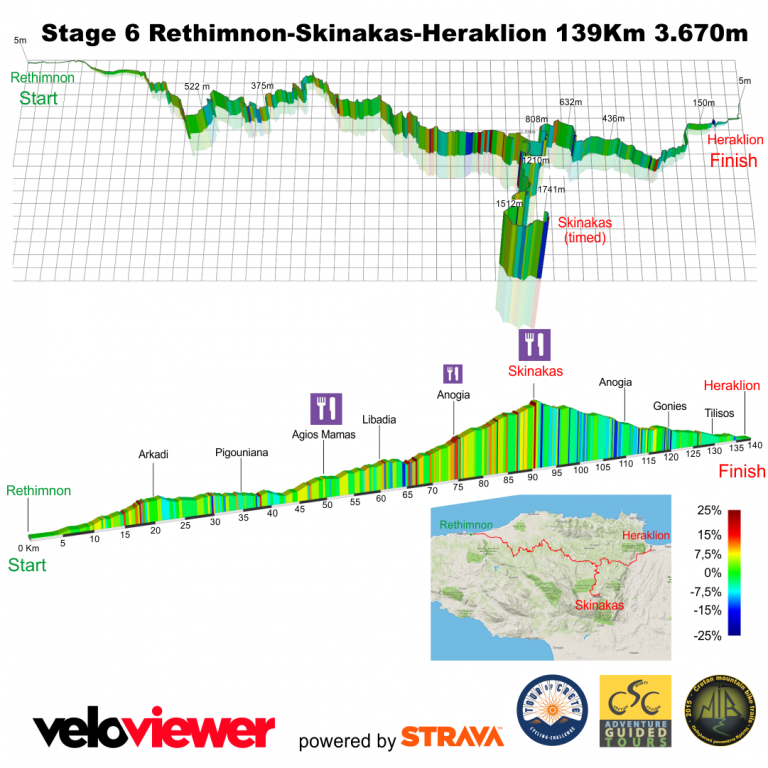 Stage 6 Rethimnon-Skinakas-Heraklion 139Km 3.670m
5m
Rethimnon
Start
522 m
375m
808m
632m
436m
150m
5m
Heraklion
Finish
1210m
1741m
1512m
Skinakas
(timed)
Skinakas
Anogia
Anogia
Heraklion
Libadia
Gonies
Tilisos
Agios Mamas
Pigouniana
Arkadi
Rethimnon
0 Km 5 10 15 20 25 30 35 40 45 50 55 60 65 70 75 80 85 90 95 100 105 110 115 120 125 130 135 140
Start
Finish
Rethimnon
Heraklion
Skinakas
25%
15%
7,5%
0%
-7,5%
-15%
-25%
veloviewer
powered by STRAVA
TOUR OF CRETE
CYCLING-CHALLENGE
CSC
ADVENTURE
GUIDED
TOURS
2015 - Cretan mountain bike trails
MTB